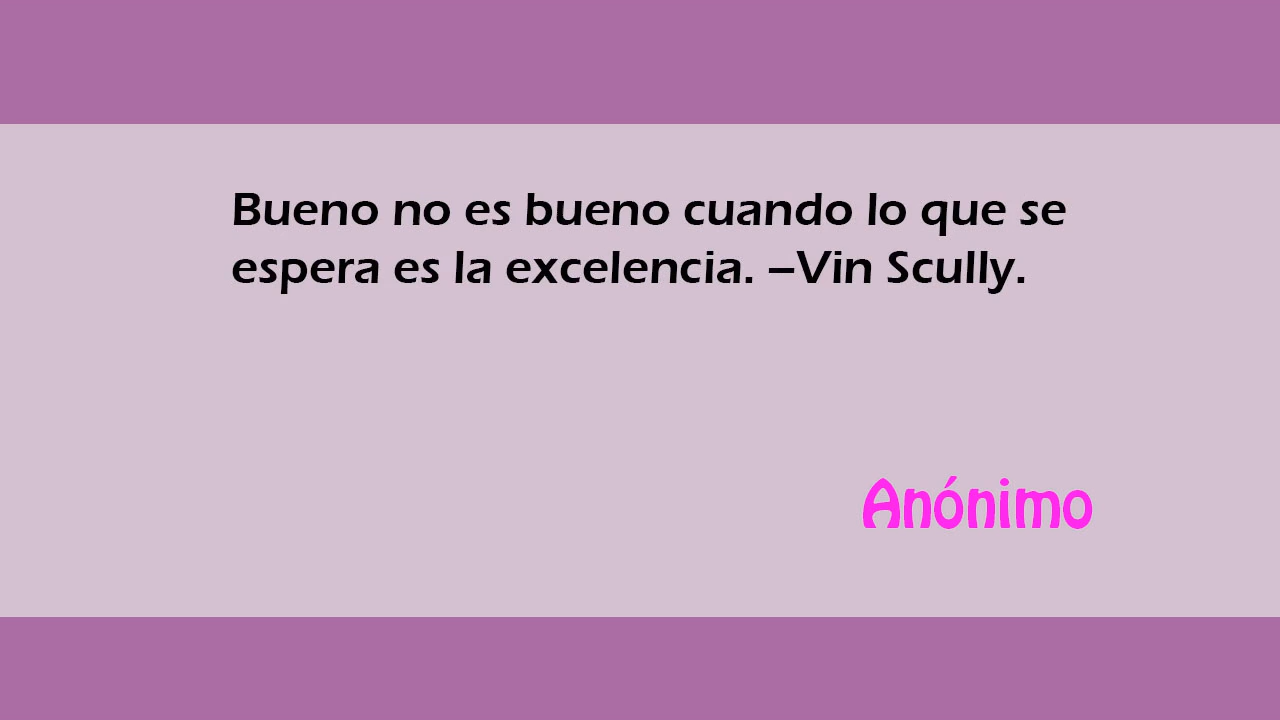 Bueno no es bueno cuando lo que se
espera es la excelencia. –Vin Scully.
Anónimo